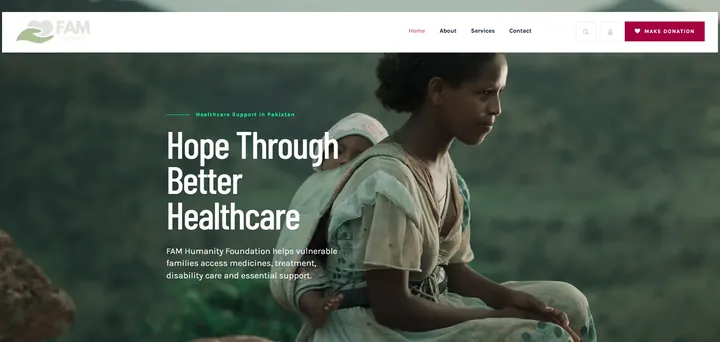 FAM
Home About Services Contact MAKE DONATION
Healthcare Support in Pakistan
Hope Through
Better
Healthcare
FAM Humanity Foundation helps vulnerable
families access medicines, treatment,
disability care and essential support.